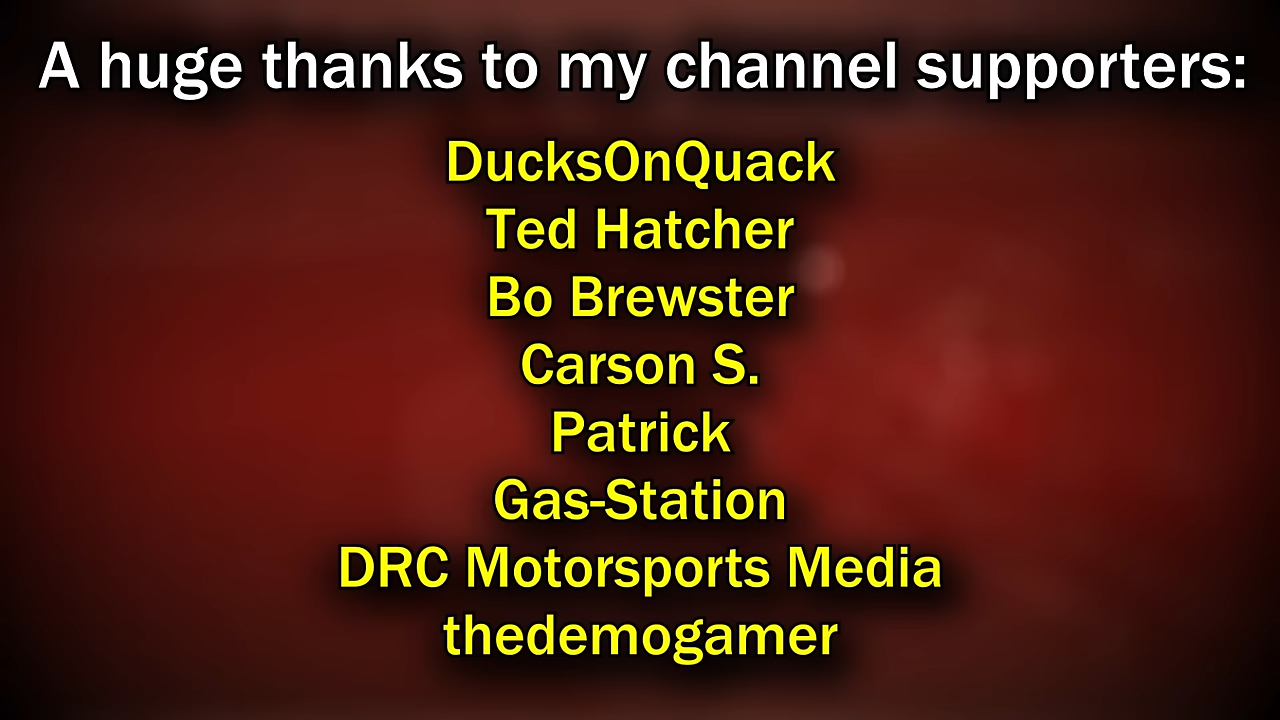 A huge thanks to my channel supporters:
DucksOnQuack
Ted Hatcher
Bo Brewster
Carson S.
Patrick
Gas-Station
DRC Motorsports Media
thedemogamer